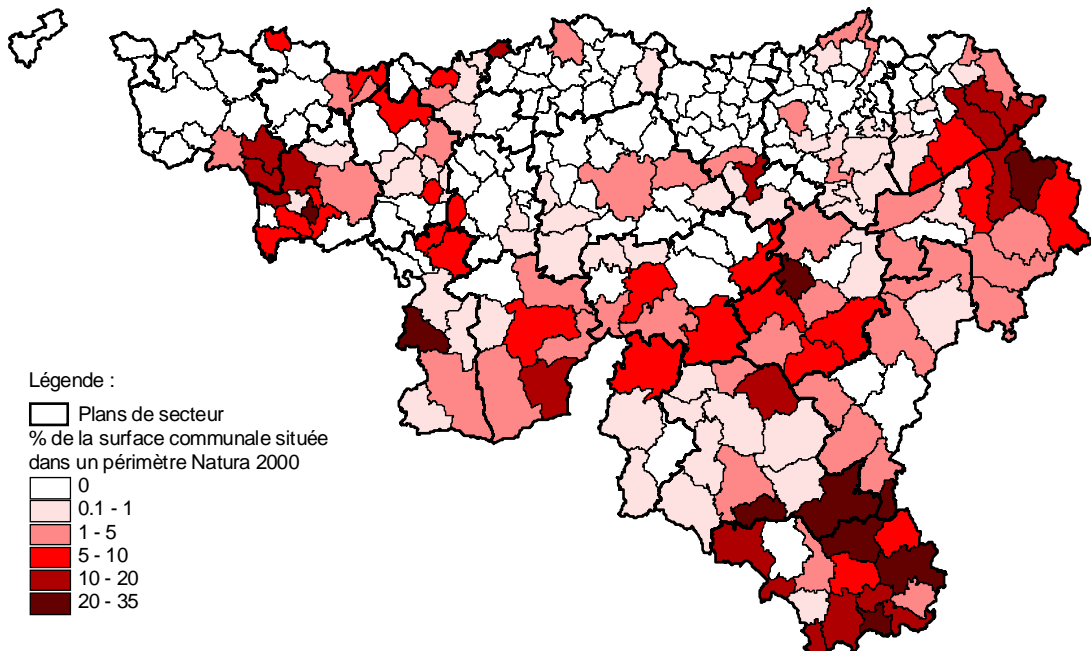 Légende :
Plans de secteur
% de la surface communale située
dans un périmètre Natura 2000
0
0.1 - 1
1 - 5
5 - 10
10 - 20
20 - 35